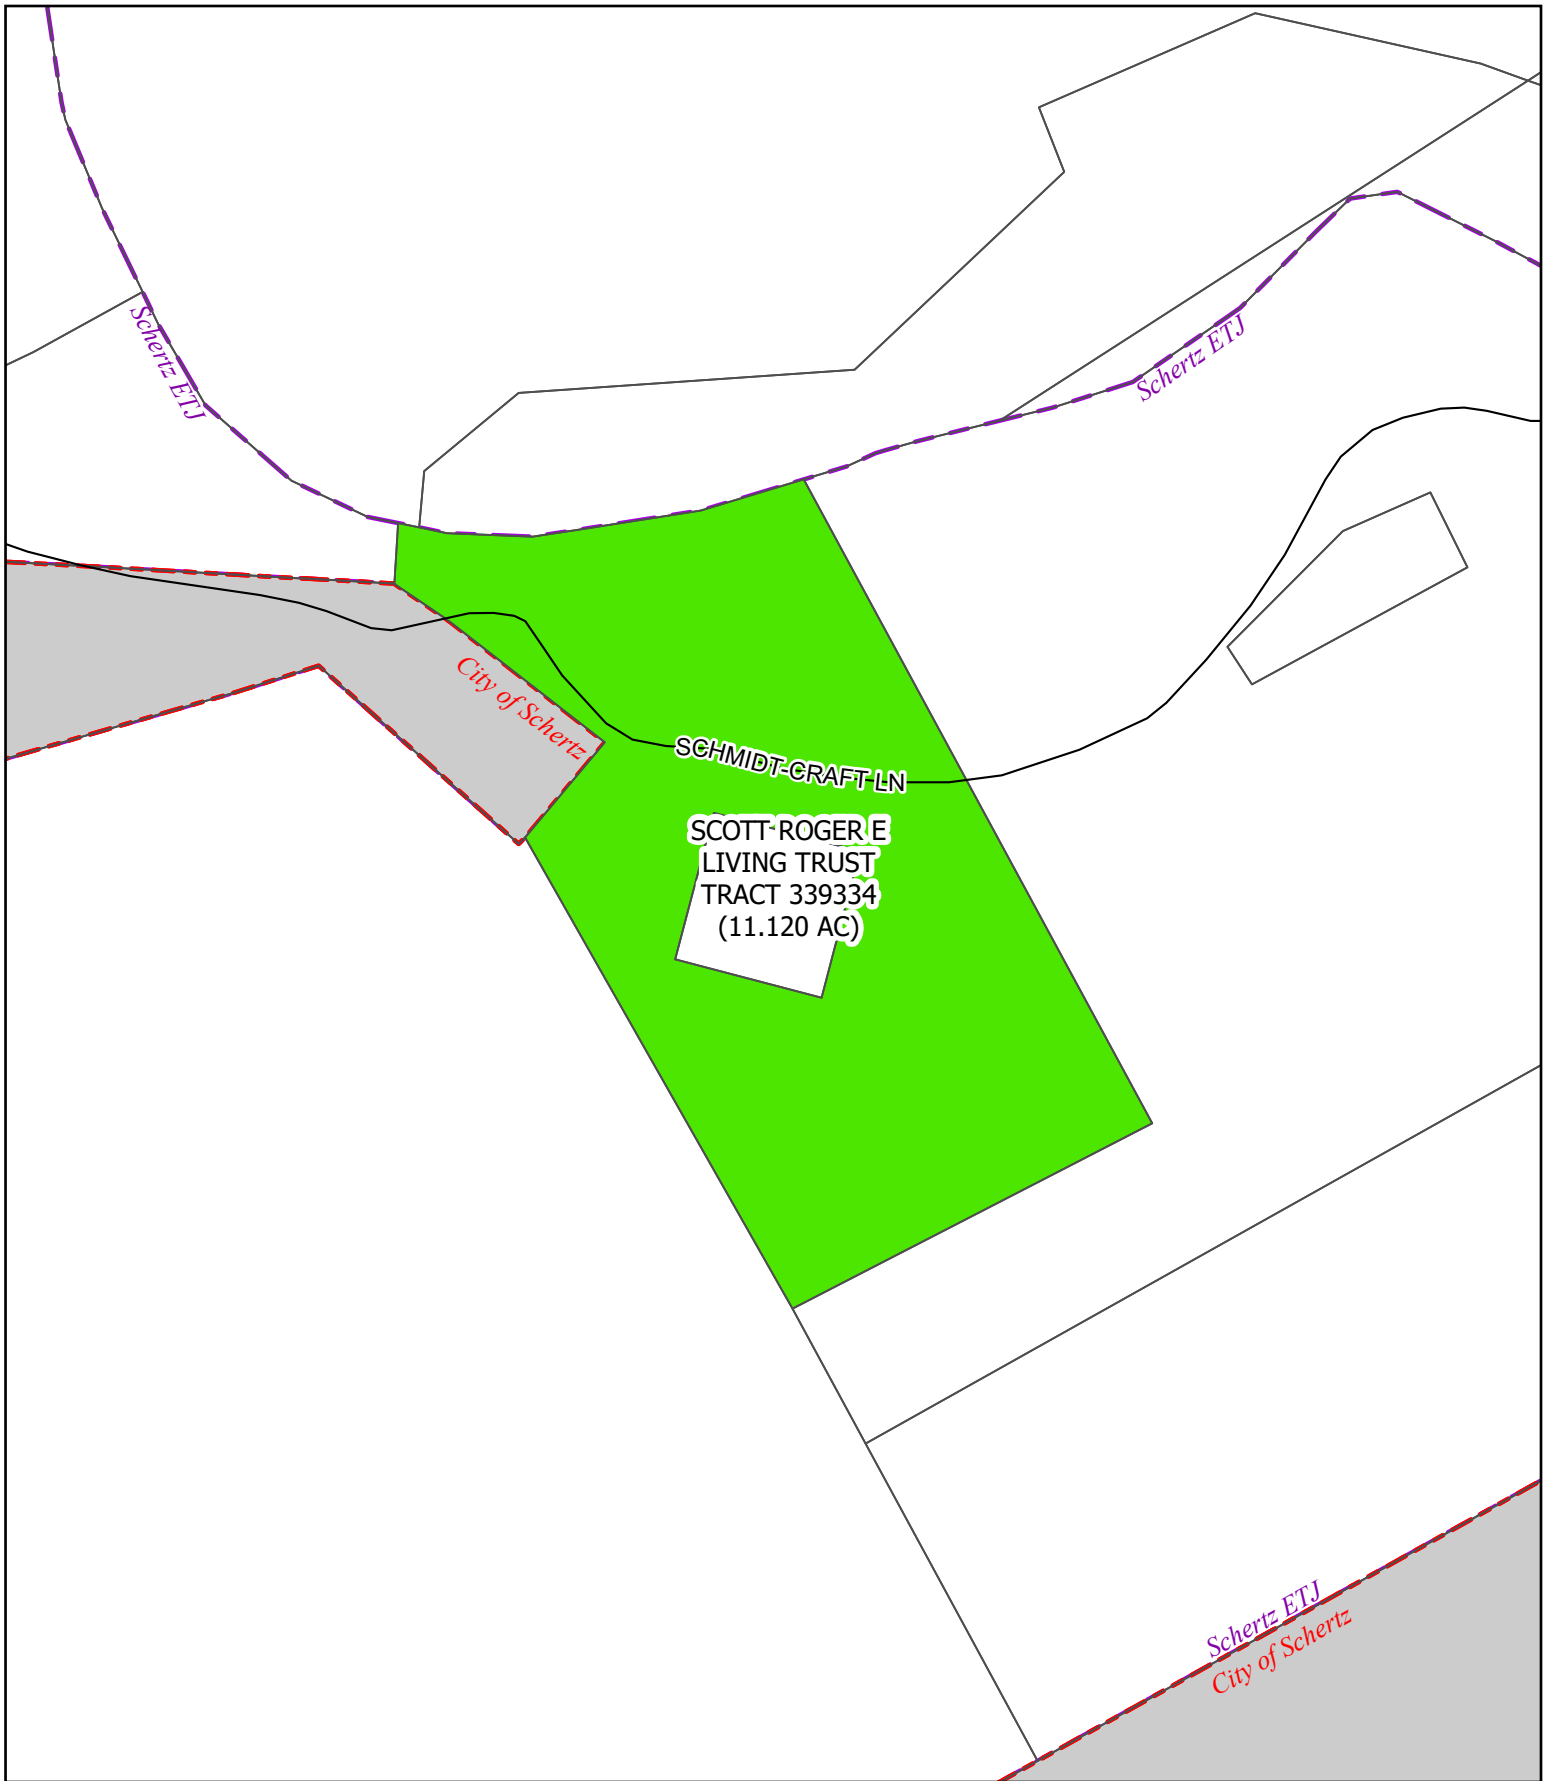 Schertz ETJ
Schertz ETJ
City of Schertz
SCHMIDT-CRAFT LN
SCOTT ROGER E
LIVING TRUST
TRACT 339334
(11.120 AC)
Schertz ETJ
City of Schertz